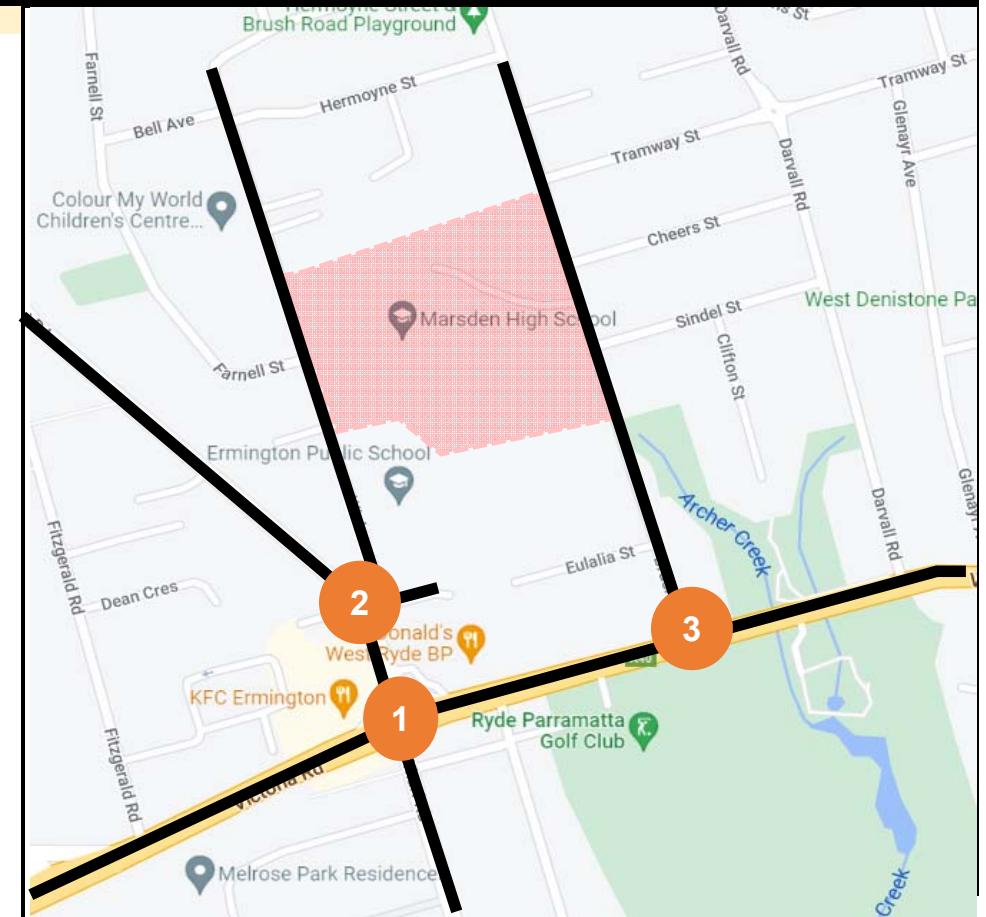 Hermoyne Street &
Brush Road Playground
Darvall Rd
St
Tramway St
Farnell St
Hermoyne St
Bell Ave
Glenayr Ave
Tramway St
Darvall Rd
Colour My World
Children's Centre...
Cheers St
West Denistone Pa
Marsden High School
Sindel St
Clifton St
Farnell St
Ermington Public School
Glenayr
Archer Creek
Darvall Rd
Fitzgerald Rd
Eulalia St
Dean Cres
2
3
McDonald's
West Ryde BP
KFC Ermington
1
Ryde Parramatta
Golf Club
Fitzgerald Rd
Victoria Rd
Melrose Park Residence
Creek